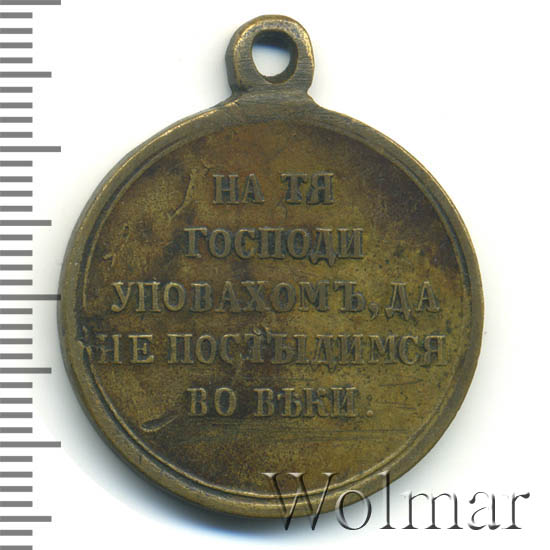 НА ТЯ
ГОСПОДИ
УПОВАХОМЪ, ДА
НЕ ПОСТЫДИМСЯ
ВО ВѢКИ.
Wolmar